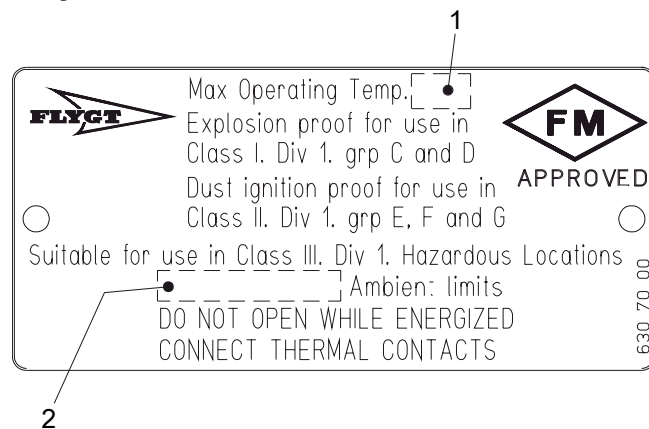 1
Max Operating Temp.
FLYGT
Explosion proof for use in
FM
Class I. Div 1. grp C and D
APPROVED
Dust ignition proof for use in
Class II. Div 1. grp E, F and G
Suitable for use in Class III. Div 1. Hazardous Locations
Ambien: limits
DO NOT OPEN WHILE ENERGIZED
CONNECT THERMAL CONTACTS
630 70 00
2